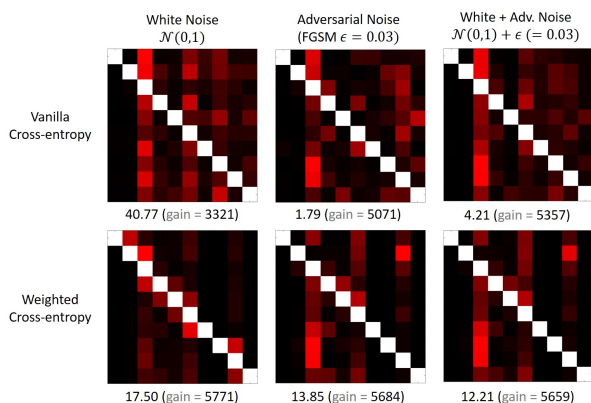 White Noise
𝒩(0,1)
Adversarial Noise
(FGSM ϵ = 0.03)
White + Adv. Noise
𝒩(0,1) + ϵ (= 0.03)
Vanilla
Cross-entropy
40.77 (gain = 3321)
1.79 (gain = 5071)
4.21 (gain = 5357)
Weighted
Cross-entropy
17.50 (gain = 5771)
13.85 (gain = 5684)
12.21 (gain = 5659)